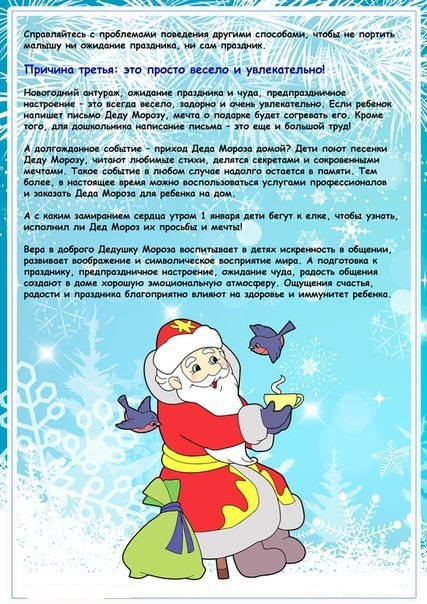 Справляйтесь с проблемами поведения другими способами, чтобы не портить
малышу ни ожидание праздника, ни сам праздник.
Причина третья: это просто весело и увлекательно!
Новогодний антураж, ожидание праздника и чуда, предпраздничное
настроение – это всегда весело, задорно и очень увлекательно. Если ребенок
напишет письмо Деду Морозу, мечта о подарке будет согревать его. Кроме
того, для дошкольника написание письма – это еще и большой труд!
А долгожданное событие – приход Деда Мороза домой? Дети поют песенки
Деду Морозу, читают любимые стихи, делятся секретами и сокровенными
мечтами. Такое событие в любом случае надолго остается в памяти. Тем
более, в настоящее время можно воспользоваться услугами профессионалов
и заказать Деда Мороза для ребенка на дом.
А с каким замиранием сердца утром 1 января дети бегут к елке, чтобы узнать,
исполнил ли Дед Мороз их просьбы и мечты!
Вера в доброго Дедушку Мороза воспитывает в детях искренность в общении,
развивает воображение и символическое восприятие мира. А подготовка к
празднику, предпраздничное настроение, ожидание чуда, радость общения
создают в доме хорошую эмоциональную атмосферу. Ощущения счастья,
радости и праздника благоприятно влияют на здоровье и иммунитет ребенка.